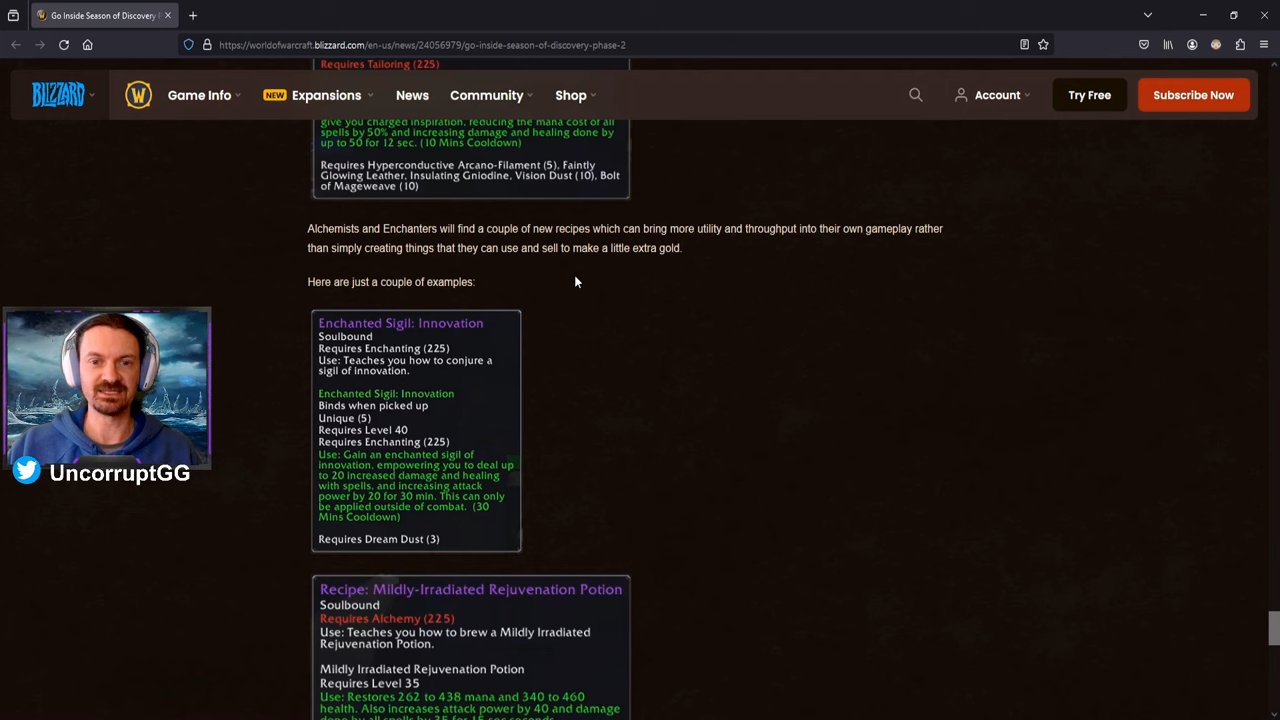 Go Inside Season of Discovery P
https://worldofwarcraft.blizzard.com/en-us/news/24056979/go-inside-season-of-discovery-phase-2
Requires Tailoring (225)
BLIZZARD
W
Game Info
NEW
Expansions
News
Community
Shop
Account
Try Free
Subscribe Now
give you charged inspiration, reducing the mana cost of all
spells by 50% and increasing damage and healing done by
up to 50 for 12 sec. (10 Mins Cooldown)
Requires Hyperconductive Arcano-Filament (5), Faintly
Glowing Leather, Insulating Gniodine, Vision Dust (10), Bolt
of Mageweave (10)
Alchemists and Enchanters will find a couple of new recipes which can bring more utility and throughput into their own gameplay rather
than simply creating things that they can use and sell to make a little extra gold.
Here are just a couple of examples:
Enchanted Sigil: Innovation
Soulbound
Requires Enchanting (225)
Use: Teaches you how to conjure a
sigil of innovation.
Enchanted Sigil: Innovation
Binds when picked up
Unique (5)
Requires Level 40
Requires Enchanting (225)
Use: Gain an enchanted sigil of
innovation, empowering you to deal up
to 20 increased damage and healing
with spells, and increasing attack
power by 20 for 30 min. This can only
be applied outside of combat. (30
Mins Cooldown)
Requires Dream Dust (3)
UncorruptGG
Recipe: Mildly-Irradiated Rejuvenation Potion
Soulbound
Requires Alchemy (225)
Use: Teaches you how to brew a Mildly Irradiated
Rejuvenation Potion.
Mildly Irradiated Rejuvenation Potion
Requires Level 35
Use: Restores 262 to 438 mana and 340 to 460
health. Also increases attack power by 40 and damage
done by all spells by 35 for 15 sec seconds